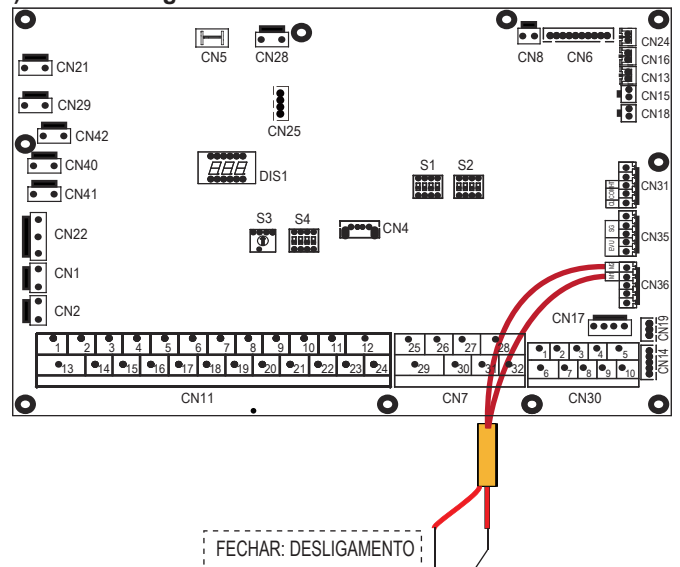 CN21
CN5
CN28
CN8
CN6
CN24
CN16
CN13
CN15
CN18
CN29
CN42
CN25
CN40
DIS1
S1
S2
CN41
CN31
CN22
S3
S4
CN4
SG
EVU
CN35
CN1
M1 M2
CN36
CN2
CN17
CN19
CN14
1 2 3 4 5 6 7 8 9 10 11 12
13 14 15 16 17 18 19 20 21 22 23 24
25 26 27 28
29 30 31 32
1 2 3 4 5
6 7 8 9 10
CN11
CN7
CN30
FECHAR: DESLIGAMENTO